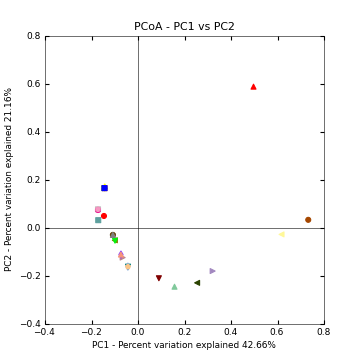 PCoA - PC1 vs PC2
PC2 - Percent variation explained 21.16%
0.8
0.6
0.4
0.2
0.0
−0.2
−0.4
−0.4 −0.2 0.0 0.2 0.4 0.6 0.8
PC1 - Percent variation explained 42.66%